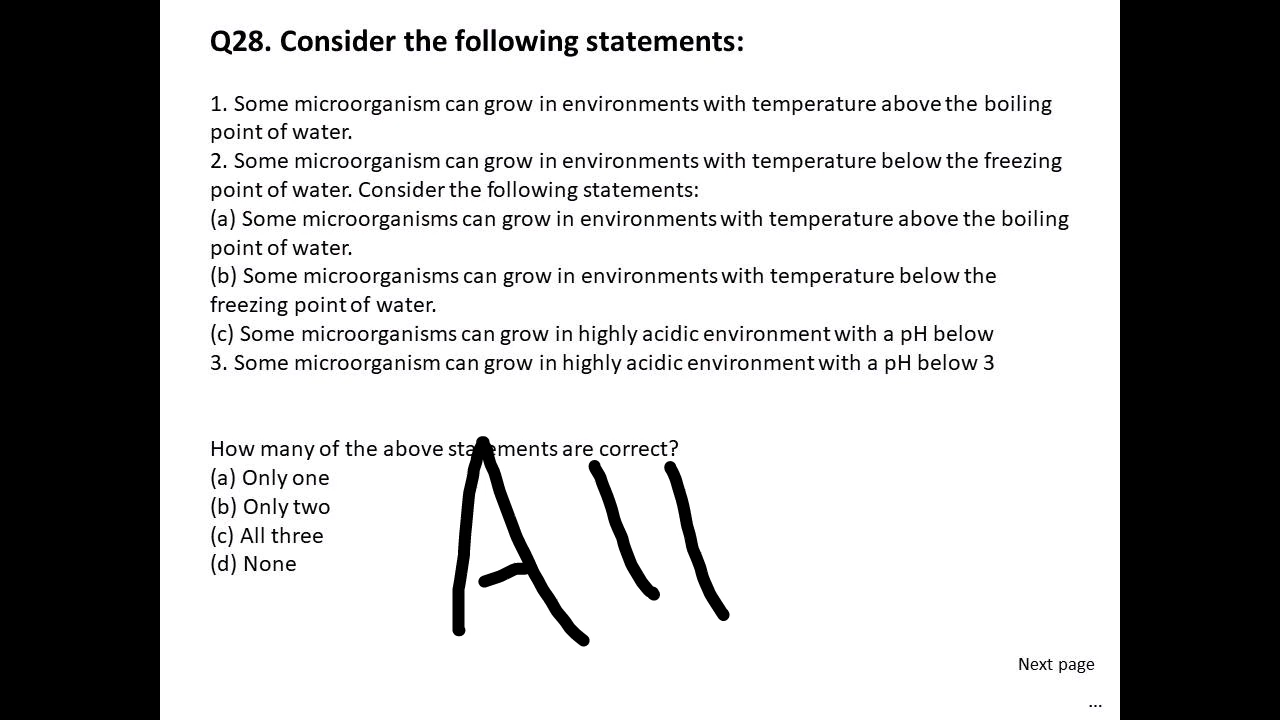 Q28. Consider the following statements:
1. Some microorganism can grow in environments with temperature above the boiling
point of water.
2. Some microorganism can grow in environments with temperature below the freezing
point of water. Consider the following statements:
(a) Some microorganisms can grow in environments with temperature above the boiling
point of water.
(b) Some microorganisms can grow in environments with temperature below the
freezing point of water.
(c) Some microorganisms can grow in highly acidic environment with a pH below
3. Some microorganism can grow in highly acidic environment with a pH below 3
How many of the above statements are correct?
(a) Only one
(b) Only two
(c) All three
(d) None
All
Next page
...